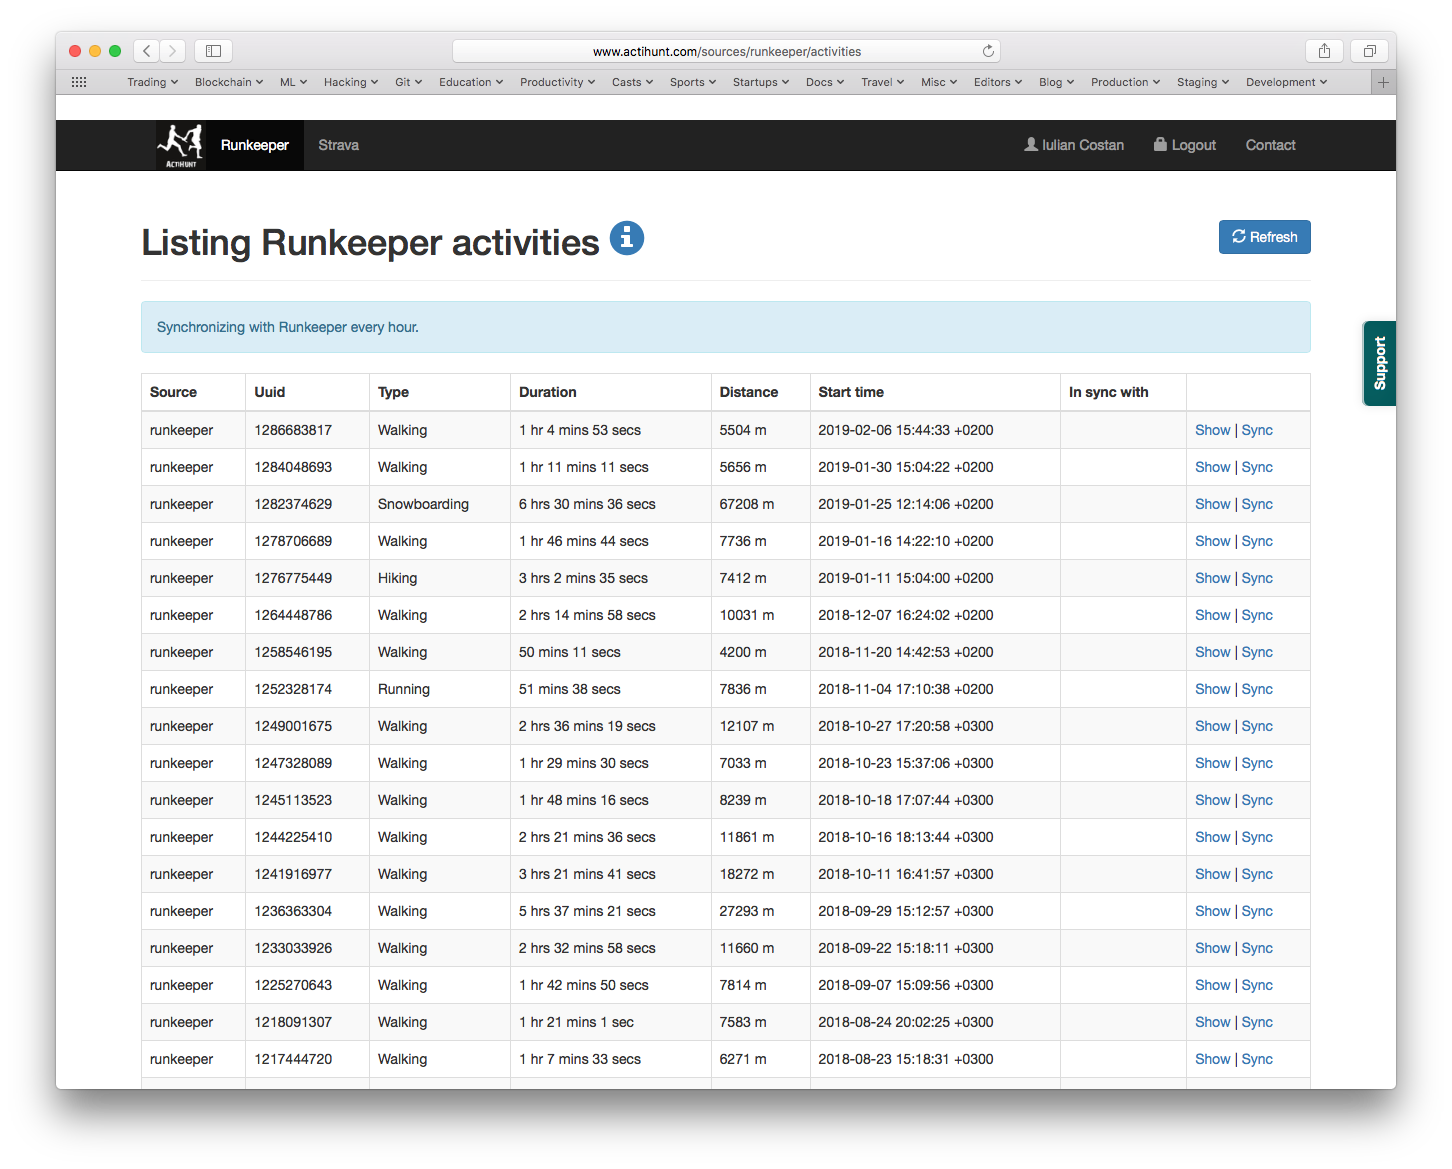 www.actihunt.com/sources/runkeeper/activities
Trading Blockchain ML Hacking Git Education Productivity Casts Sports Startups Docs Travel Misc Editors Blog Production Staging Development
ACTIHUNT Runkeeper Strava Iulian Costan Logout Contact
Listing Runkeeper activities Refresh
Synchronizing with Runkeeper every hour.
Support
Source Uuid Type Duration Distance Start time In sync with
runkeeper 1286683817 Walking 1 hr 4 mins 53 secs 5504 m 2019-02-06 15:44:33 +0200 Show | Sync
runkeeper 1284048693 Walking 1 hr 11 mins 11 secs 5656 m 2019-01-30 15:04:22 +0200 Show | Sync
runkeeper 1282374629 Snowboarding 6 hrs 30 mins 36 secs 67208 m 2019-01-25 12:14:06 +0200 Show | Sync
runkeeper 1278706689 Walking 1 hr 46 mins 44 secs 7736 m 2019-01-16 14:22:10 +0200 Show | Sync
runkeeper 1276775449 Hiking 3 hrs 2 mins 35 secs 7412 m 2019-01-11 15:04:00 +0200 Show | Sync
runkeeper 1264448786 Walking 2 hrs 14 mins 58 secs 10031 m 2018-12-07 16:24:02 +0200 Show | Sync
runkeeper 1258546195 Walking 50 mins 11 secs 4200 m 2018-11-20 14:42:53 +0200 Show | Sync
runkeeper 1252328174 Running 51 mins 38 secs 7836 m 2018-11-04 17:10:38 +0200 Show | Sync
runkeeper 1249001675 Walking 2 hrs 36 mins 19 secs 12107 m 2018-10-27 17:20:58 +0300 Show | Sync
runkeeper 1247328089 Walking 1 hr 29 mins 30 secs 7033 m 2018-10-23 15:37:06 +0300 Show | Sync
runkeeper 1245113523 Walking 1 hr 48 mins 16 secs 8239 m 2018-10-18 17:07:44 +0300 Show | Sync
runkeeper 1244225410 Walking 2 hrs 21 mins 36 secs 11861 m 2018-10-16 18:13:44 +0300 Show | Sync
runkeeper 1241916977 Walking 3 hrs 21 mins 41 secs 18272 m 2018-10-11 16:41:57 +0300 Show | Sync
runkeeper 1236363304 Walking 5 hrs 37 mins 21 secs 27293 m 2018-09-29 15:12:57 +0300 Show | Sync
runkeeper 1233033926 Walking 2 hrs 32 mins 58 secs 11660 m 2018-09-22 15:18:11 +0300 Show | Sync
runkeeper 1225270643 Walking 1 hr 42 mins 50 secs 7814 m 2018-09-07 15:09:56 +0300 Show | Sync
runkeeper 1218091307 Walking 1 hr 21 mins 1 sec 7583 m 2018-08-24 20:02:25 +0300 Show | Sync
runkeeper 1217444720 Walking 1 hr 7 mins 33 secs 6271 m 2018-08-23 15:18:31 +0300 Show | Sync